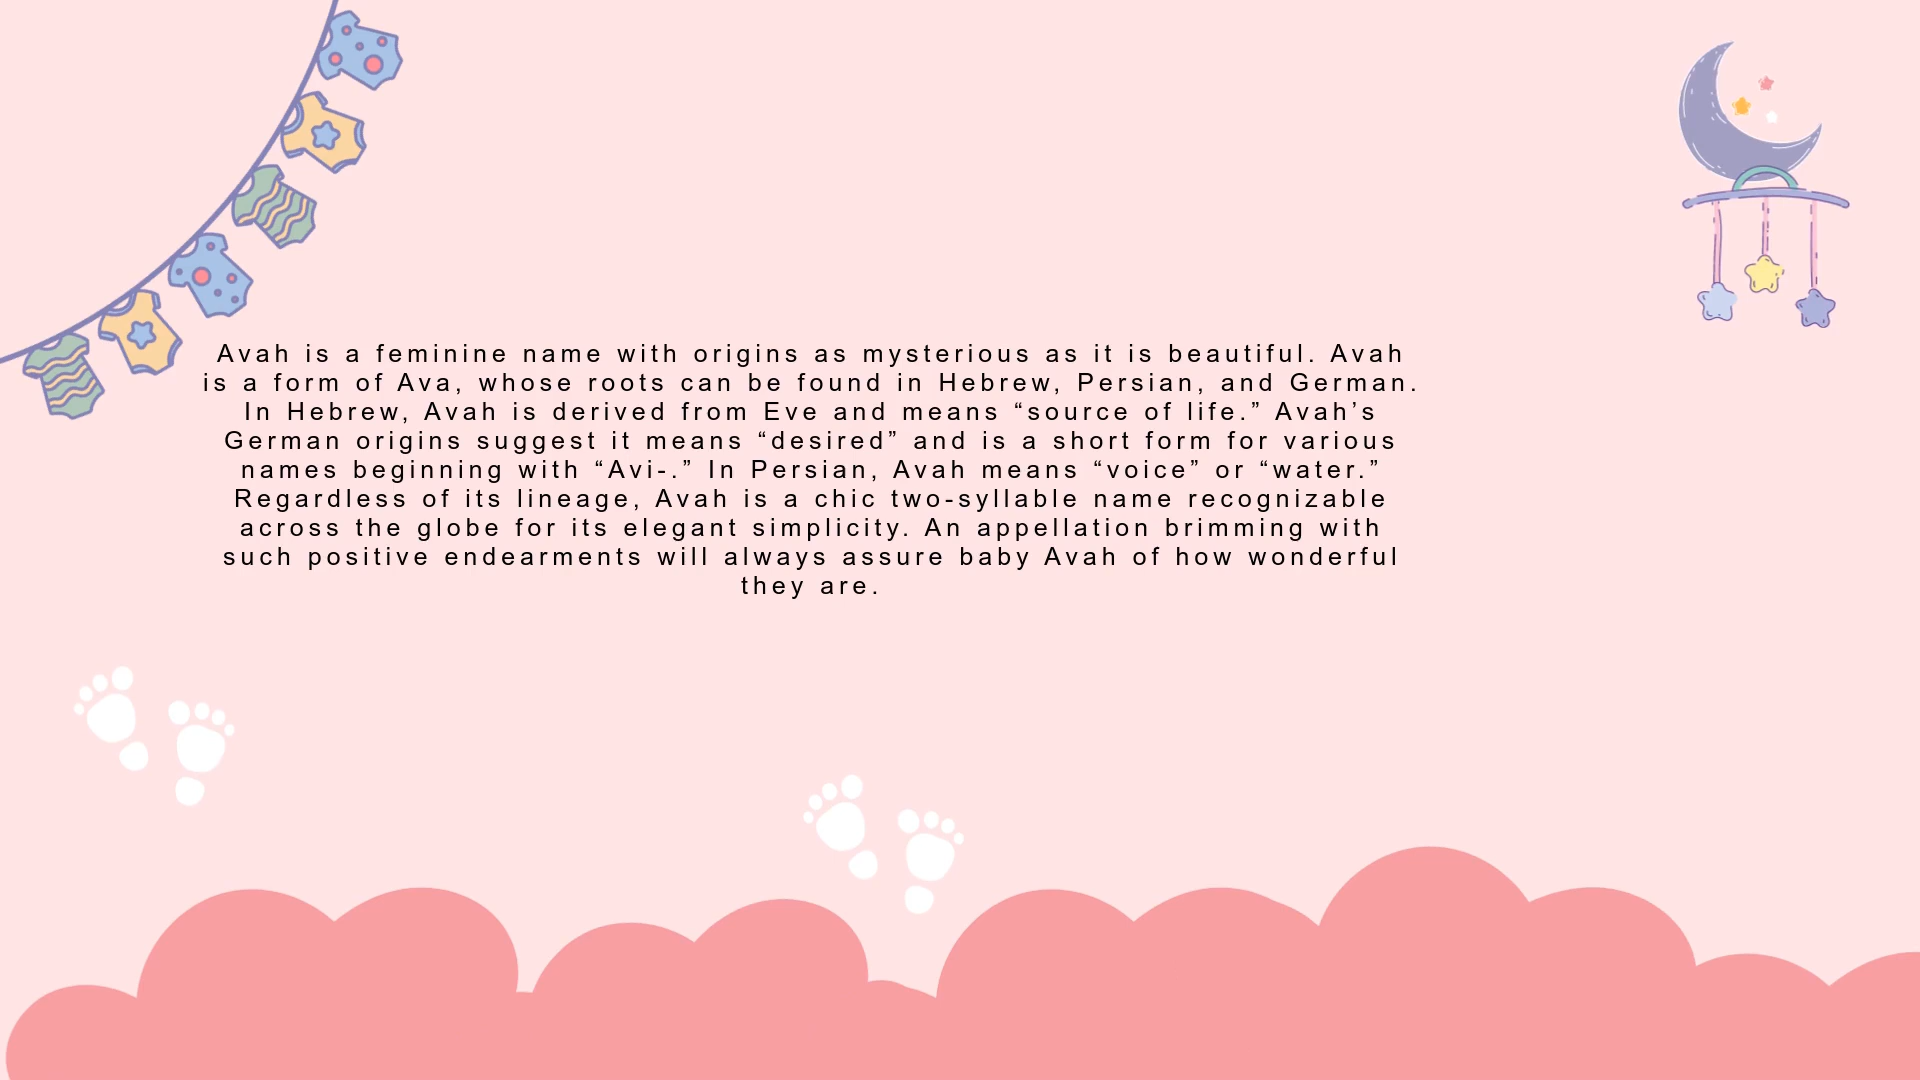 Avah is a feminine name with origins as mysterious as it is beautiful. Avah
is a form of Ava, whose roots can be found in Hebrew, Persian, and German.
In Hebrew, Avah is derived from Eve and means “source of life.” Avah’s
German origins suggest it means “desired” and is a short form for various
names beginning with “Avi-.” In Persian, Avah means “voice” or “water.”
Regardless of its lineage, Avah is a chic two-syllable name recognizable
across the globe for its elegant simplicity. An appellation brimming with
such positive endearments will always assure baby Avah of how wonderful
they are.